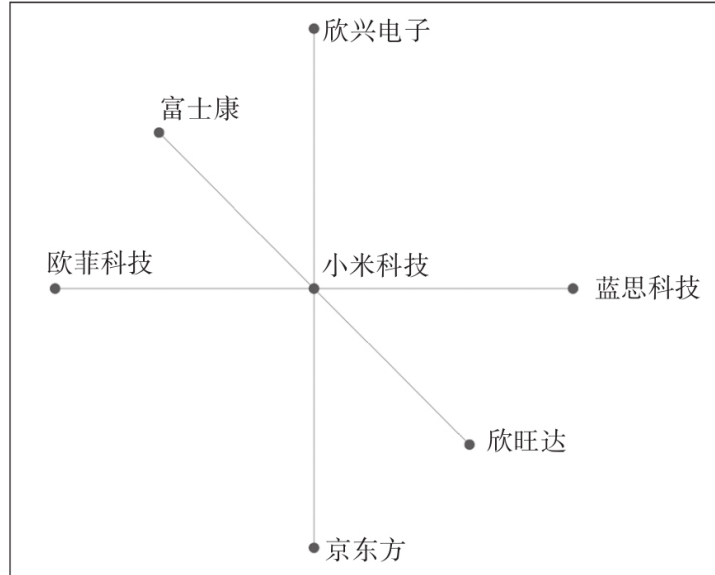 欣兴电子
富士康
欧菲科技
小米科技
蓝思科技
欣旺达
京东方